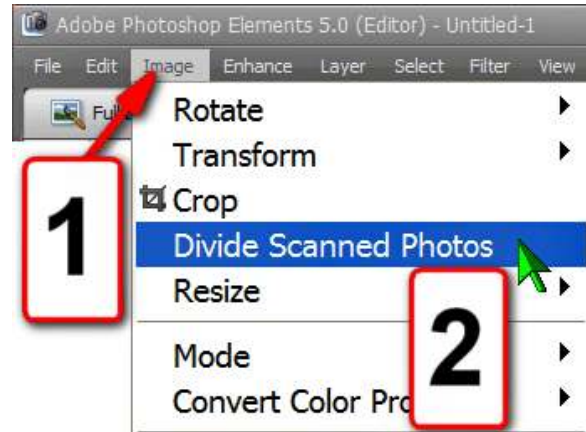 Adobe Photoshop Elements 5.0 (Editor) - Untitled-1
File Edit Image Enhance Layer Select Filter View
Rotate
Transform
1
Crop
Divide Scanned Photos
Resize
2
Mode
Convert Color